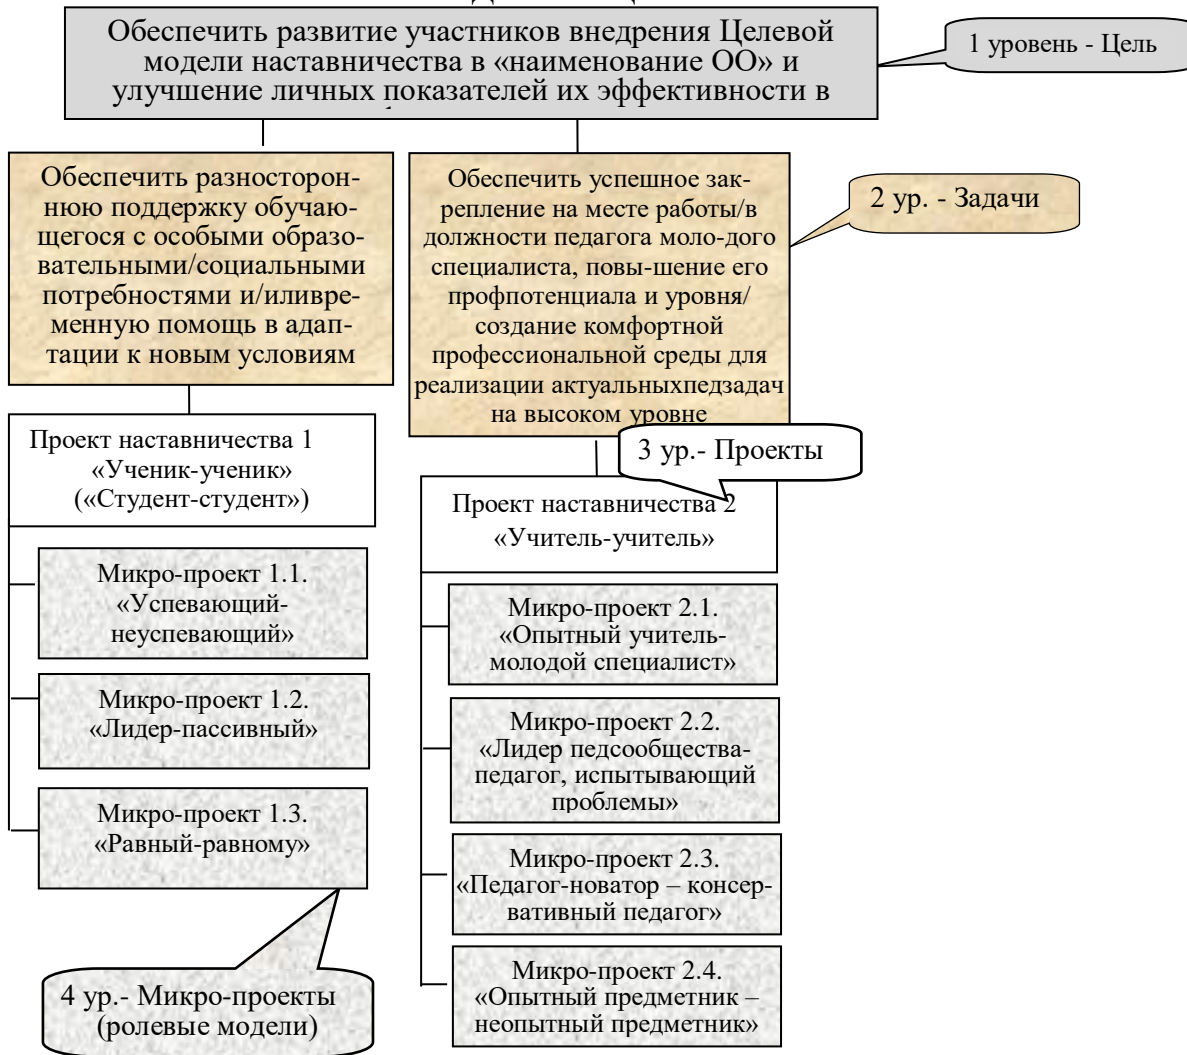 Обеспечить развитие участников внедрения Целевой
модели наставничества в «наименование ОО» и
улучшение личных показателей их эффективности в
1 уровень - Цель
Обеспечить разносторон-
нюю поддержку обучаю-
щегося с особыми образо-
вательными/социальными
потребностями и/иливре-
менную помощь в адап-
тации к новым условиям
Обеспечить успешное зак-
репление на месте работы/в
должности педагога моло-дого
специалиста, повы-шение его
профпотенциала и уровня/
создание комфортной
профессиональной среды для
реализации актуальныхпедзадач
на высоком уровне
2 ур. - Задачи
Проект наставничества 1
«Ученик-ученик»
(«Студент-студент»)
3 ур.- Проекты
Проект наставничества 2
«Учитель-учитель»
Микро-проект 1.1.
«Успевающий-
неуспевающий»
Микро-проект 1.2.
«Лидер-пассивный»
Микро-проект 1.3.
«Равный-равному»
4 ур.- Микро-проекты
(ролевые модели)
Микро-проект 2.1.
«Опытный учитель-
молодой специалист»
Микро-проект 2.2.
«Лидер педсообщества-
педагог, испытывающий
проблемы»
Микро-проект 2.3.
«Педагог-новатор – консер-
вативный педагог»
Микро-проект 2.4.
«Опытный предметник –
неопытный предметник»